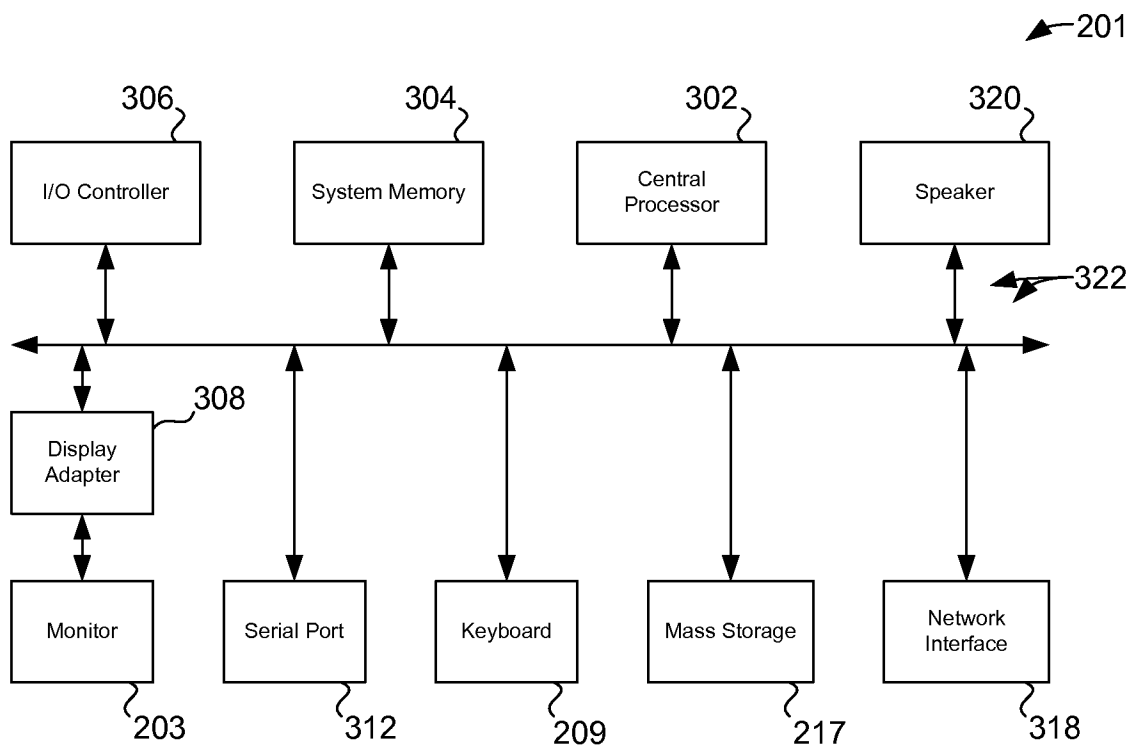 201
306
304
302
320
I/O Controller
System Memory
Central
Processor
Speaker
322
308
Display
Adapter
Monitor
Serial Port
Keyboard
Mass Storage
Network
Interface
203
312
209
217
318